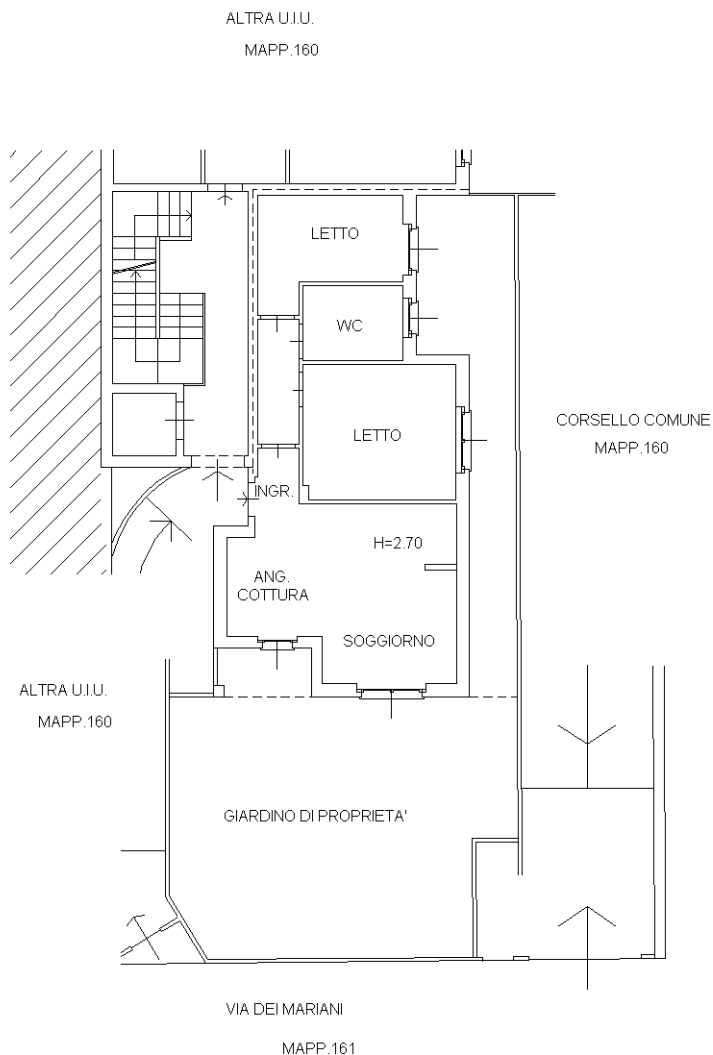 ALTRA U.I.U.
MAPP.160
LETTO
WC
LETTO
CORSELLO COMUNE
MAPP.160
INGR.
H=2.70
ANG.
COTTURA
SOGGIORNO
ALTRA U.I.U.
MAPP.160
GIARDINO DI PROPRIETA'
VIA DEI MARIANI
MAPP.161